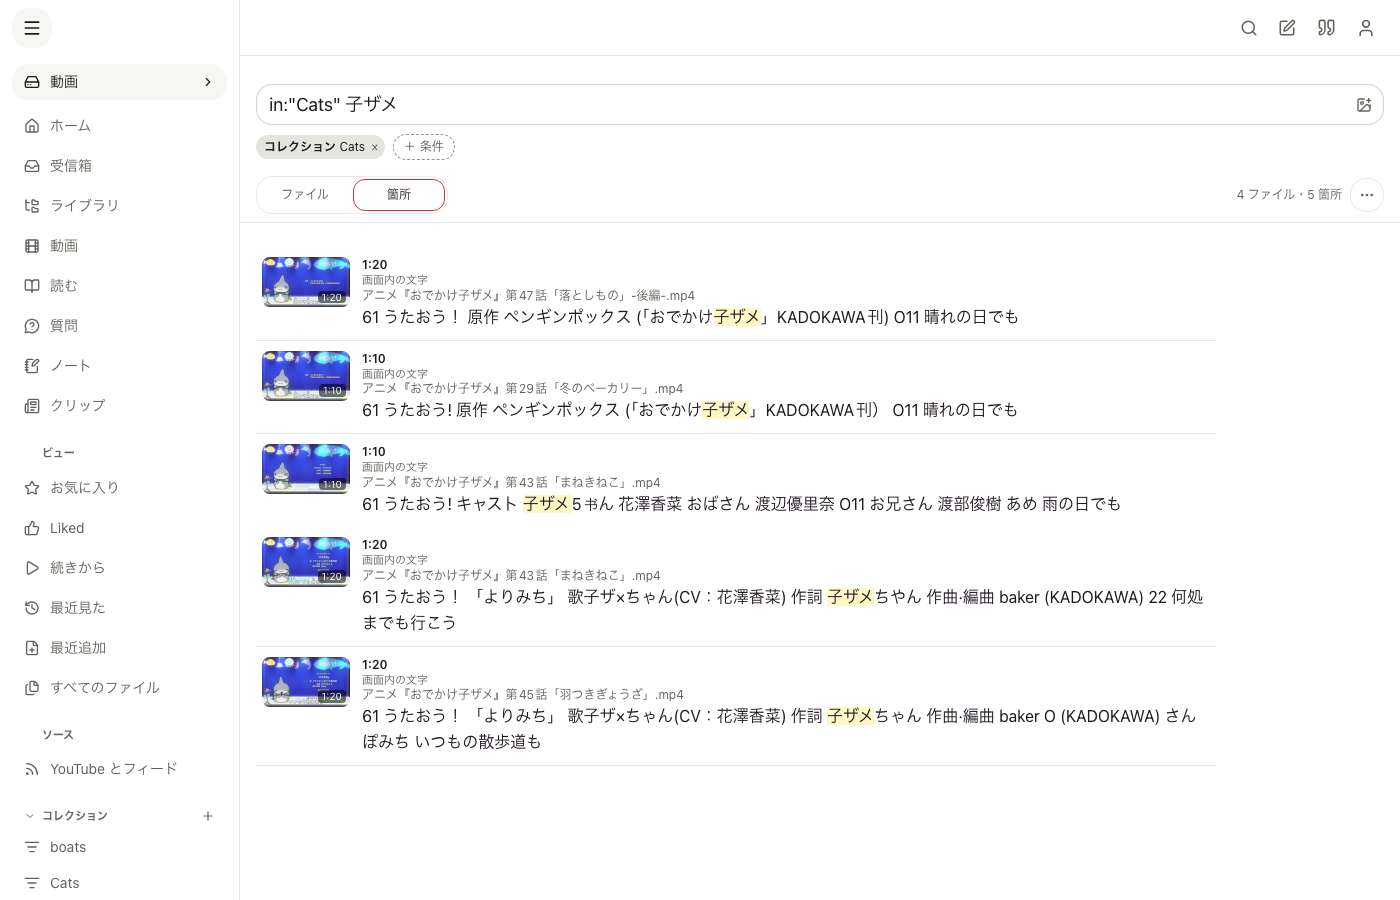 動画
ホーム
受信箱
ライブラリ
動画
読む
質問
ノート
クリップ
ビュー
お気に入り
Liked
続きから
最近見た
最近追加
すべてのファイル
ソース
YouTube とフィード
コレクション
boats
Cats
in:"Cats" 子ザメ
コレクション Cats ×
+ 条件
ファイル 箇所
4 ファイル・5 箇所
1:20
1:20
画面内の文字
アニメ『おでかけ子ザメ』第47話「落としもの」-後編-.mp4
61 うたおう！ 原作 ペンギンボックス (「おでかけ子ザメ」KADOKAWA刊) O11 晴れの日でも
1:10
1:10
画面内の文字
アニメ『おでかけ子ザメ』第29話「冬のベーカリー」.mp4
61 うたおう! 原作 ペンギンボックス (「おでかけ子ザメ」KADOKAWA刊） O11 晴れの日でも
1:10
1:10
画面内の文字
アニメ『おでかけ子ザメ』第43話「まねきねこ」.mp4
61 うたおう! キャスト 子ザメ5 书ん 花澤香菜 おばさん 渡辺優里奈 O11 お兄さん 渡部俊樹 あめ 雨の日でも
1:20
1:20
画面内の文字
アニメ『おでかけ子ザメ』第43話「まねきねこ」.mp4
61 うたおう！ 「よりみち」 歌子ザ×ちゃん(CV：花澤香菜) 作詞 子ザメちやん 作曲·編曲 baker (KADOKAWA) 22 何処
までも行こう
1:20
1:20
画面内の文字
アニメ『おでかけ子ザメ』第45話「羽つきぎょうざ」.mp4
61 うたおう！ 「よりみち」 歌子ザ×ちゃん(CV：花澤香菜) 作詞 子ザメちゃん 作曲·編曲 baker O (KADOKAWA) さん
ぽみち いつもの散歩道も